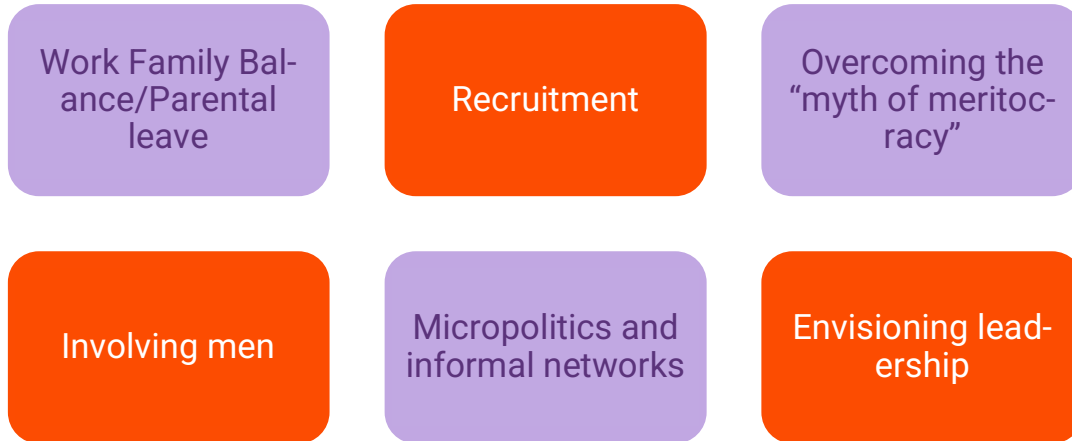 Work Family Bal-
ance/Parental
leave
Recruitment
Overcoming the
“myth of meritoc-
racy”
Involving men
Micropolitics and
informal networks
Envisioning lead-
ership